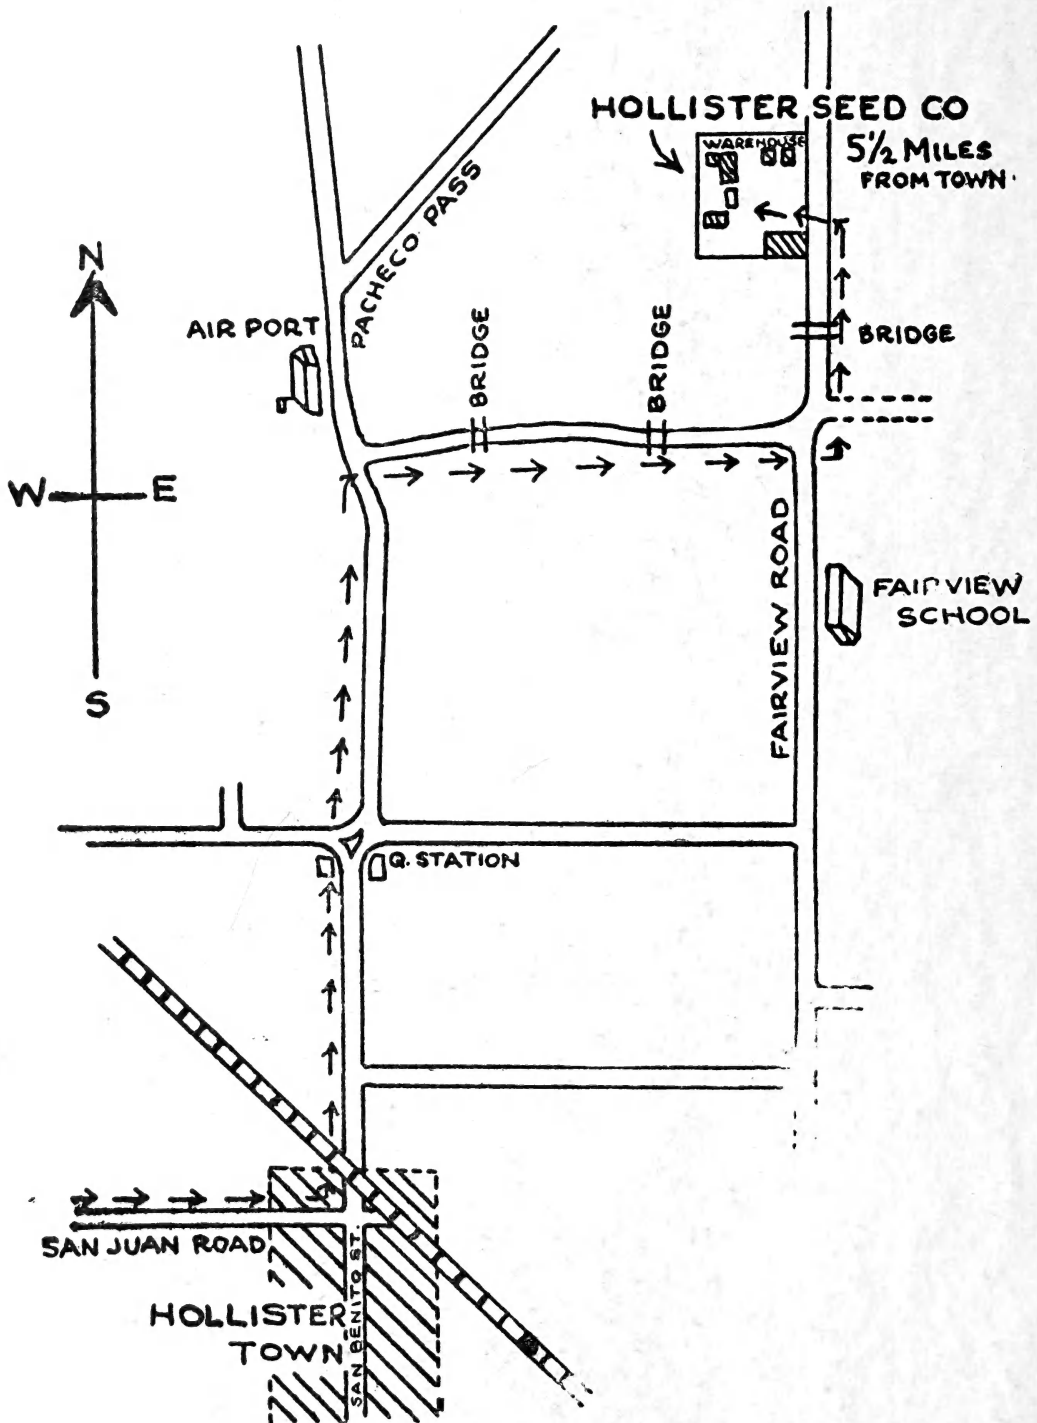 HOLLISTER SEED CO
WAREHOUSE
5½ MILES
FROM TOWN.
PACHECO PASS
N
AIR PORT
BRIDGE
BRIDGE
BRIDGE
W
E
FAIRVIEW ROAD
FAIRVIEW
SCHOOL
S
G. STATION
SAN JUAN ROAD
SAN BENITO ST.
HOLLISTER
TOWN